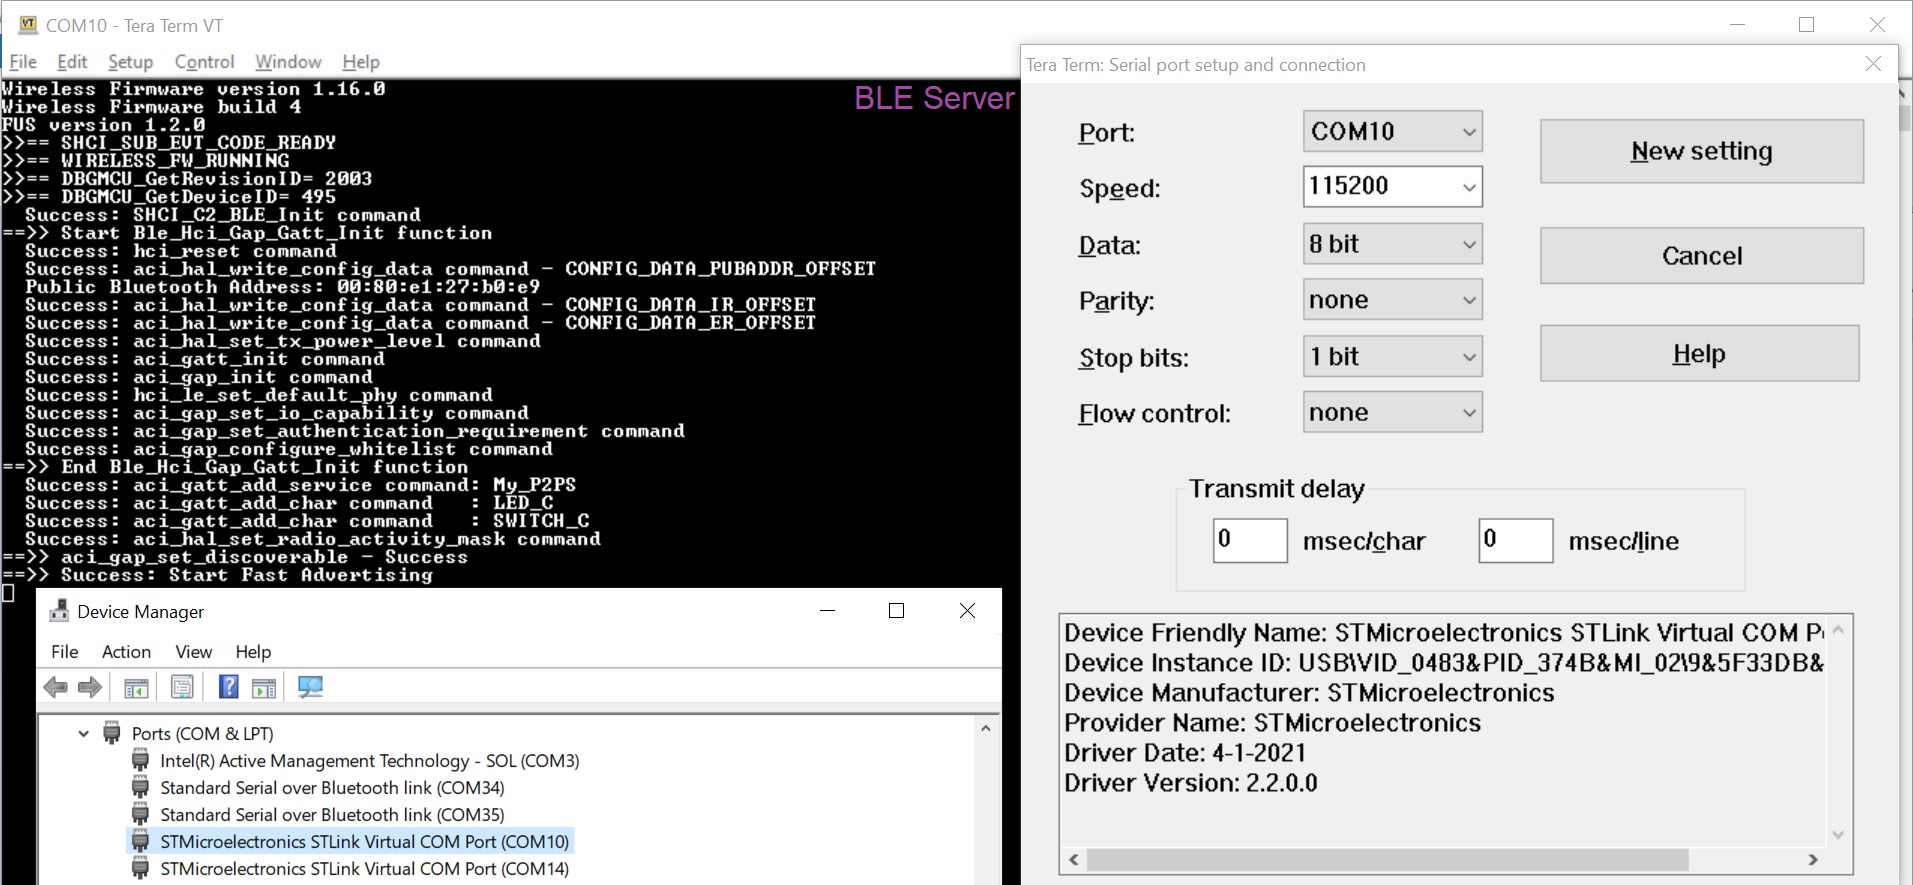 COM10 - Tera Term VT
File Edit Setup Control Window Help
Wireless Firmware version 1.16.0
Wireless Firmware build 4
FUS version 1.2.0
>>== SHCI_SUB_EVT_CODE_READY
>>== WIRELESS_FW_RUNNING
>>== DBGMCU_GetRevisionID= 2003
>>== DBGMCU_GetDeviceID= 495
Success: SHCI_C2_BLE_Init command
==>> Start Ble_Hci_Gap_Gatt_Init function
Success: hci_reset command
Success: aci_hal_write_config_data command - CONFIG_DATA_PUBADDR_OFFSET
Public Bluetooth Address: 00:80:e1:27:b0:e9
Success: aci_hal_write_config_data command - CONFIG_DATA_IR_OFFSET
Success: aci_hal_write_config_data command - CONFIG_DATA_ER_OFFSET
Success: aci_hal_set_tx_power_level command
Success: aci_gatt_init command
Success: aci_gap_init command
Success: hci_le_set_default_phy command
Success: aci_gap_set_io_capability command
Success: aci_gap_set_authentication_requirement command
Success: aci_gap_configure_whitelist command
==>> End Ble_Hci_Gap_Gatt_Init function
Success: aci_gatt_add_service command: My_P2PS
Success: aci_gatt_add_char command : LED_C
Success: aci_gatt_add_char command : SWITCH_C
Success: aci_hal_set_radio_activity_mask command
==>> aci_gap_set_discoverable - Success
==>> Success: Start Fast Advertising
BLE Server
Tera Term: Serial port setup and connection
Port: COM10
New setting
Speed: 115200
Data: 8 bit
Cancel
Parity: none
Stop bits: 1 bit
Help
Flow control: none
Transmit delay
0 msec/char 0 msec/line
Device Friendly Name: STMicroelectronics STLink Virtual COM P
Device Instance ID: USB\VID_0483&PID_374B&MI_02\9&5F33DB&
Device Manufacturer: STMicroelectronics
Provider Name: STMicroelectronics
Driver Date: 4-1-2021
Driver Version: 2.2.0.0
Device Manager
File Action View Help
Ports (COM & LPT)
Intel(R) Active Management Technology - SOL (COM3)
Standard Serial over Bluetooth link (COM34)
Standard Serial over Bluetooth link (COM35)
STMicroelectronics STLink Virtual COM Port (COM10)
STMicroelectronics STLink Virtual COM Port (COM14)